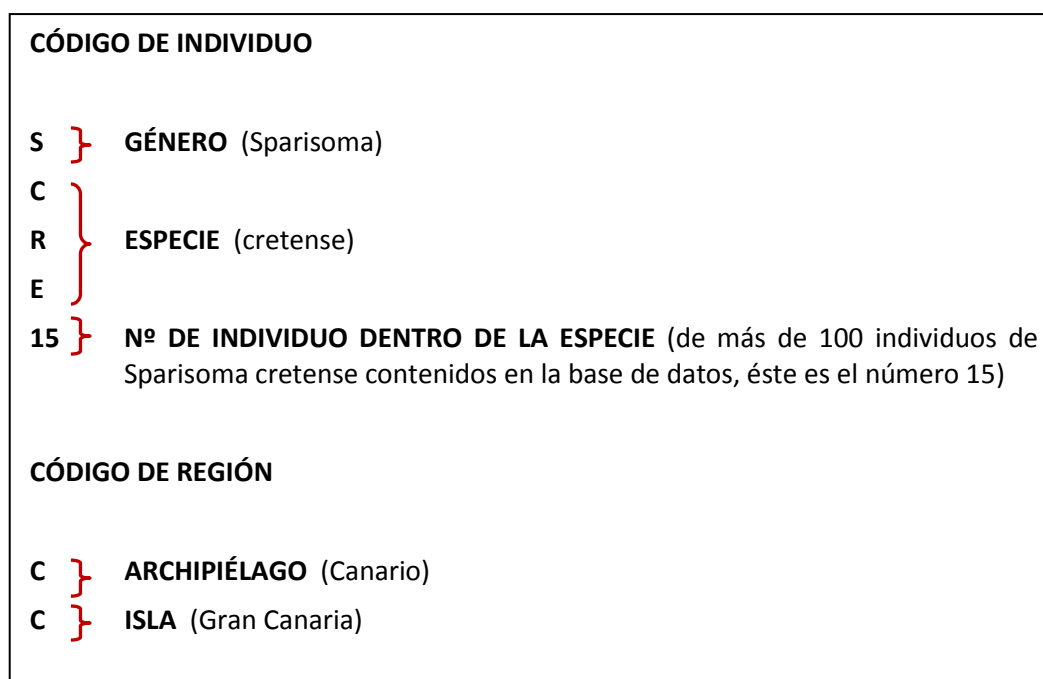 CÓDIGO DE INDIVIDUO
S GÉNERO (Sparisoma)
C
R ESPECIE (cretense)
E
15 Nº DE INDIVIDUO DENTRO DE LA ESPECIE (de más de 100 individuos de
Sparisoma cretense contenidos en la base de datos, éste es el número 15)
CÓDIGO DE REGIÓN
C ARCHIPIÉLAGO (Canario)
C ISLA (Gran Canaria)